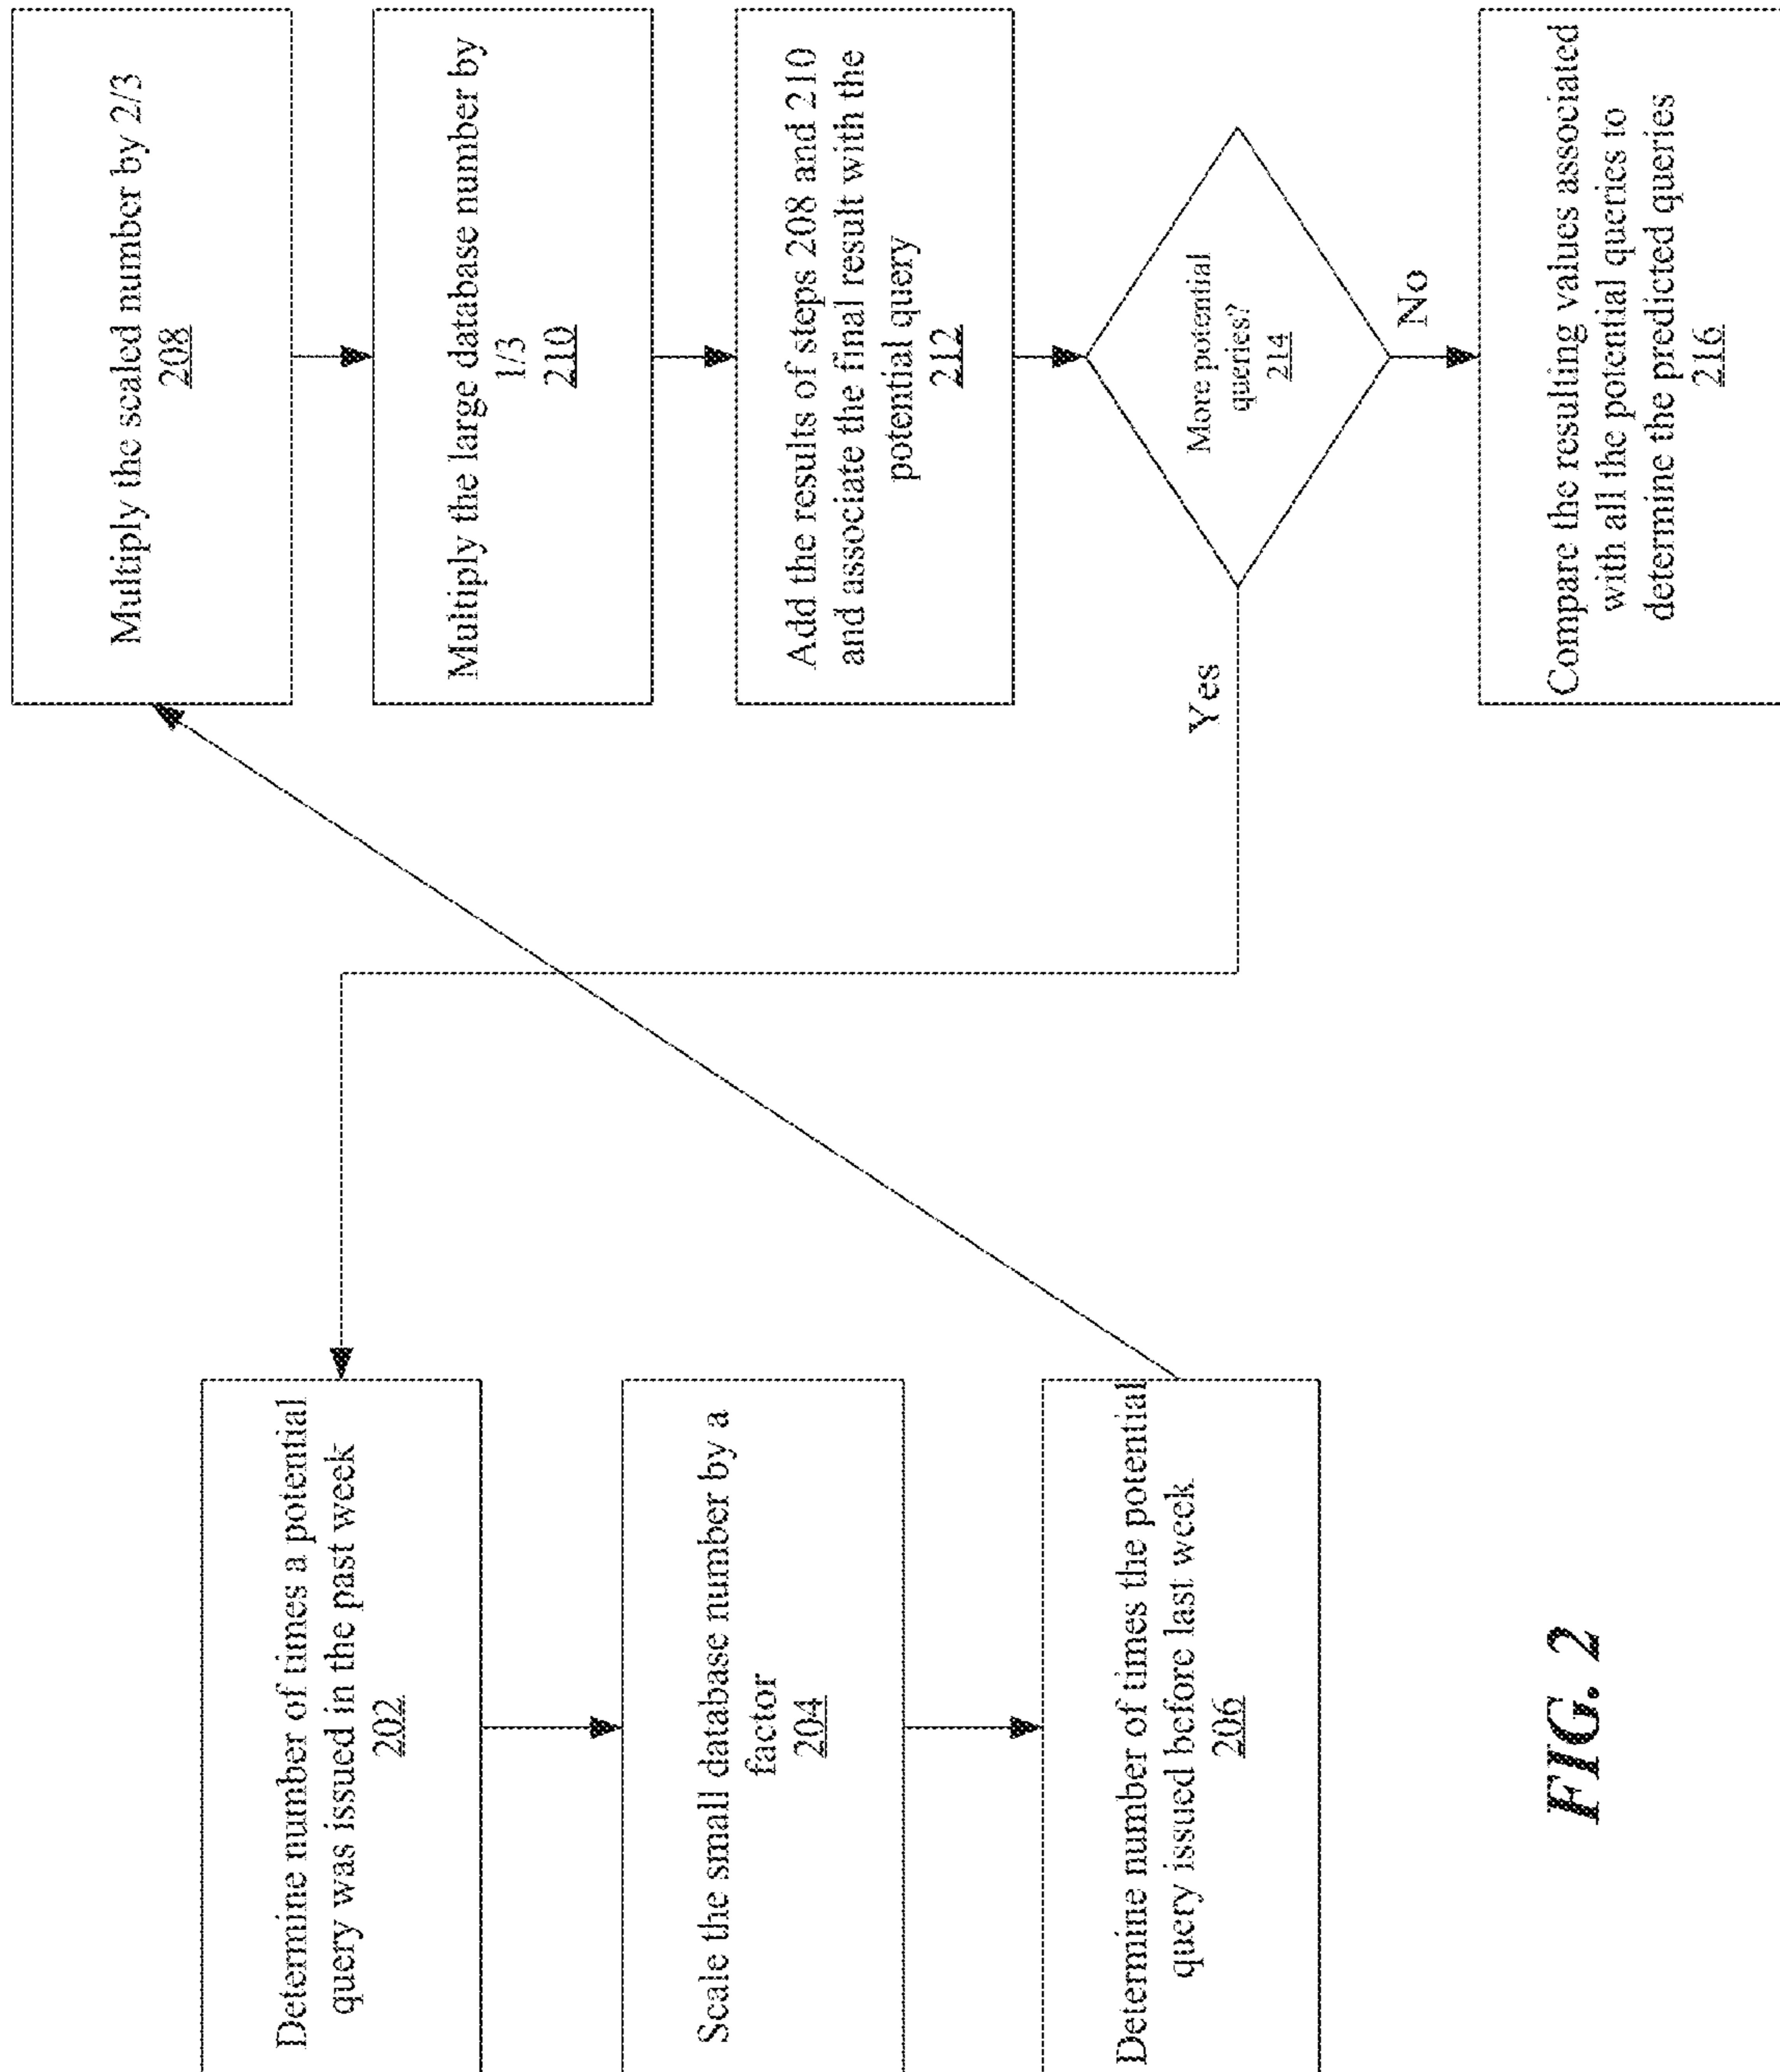 Determine number of times a potential
query was issued in the past week
202
Scale the small database number by a
factor
204
Determine number of times the potential
query issued before last week
206
Multiply the scaled number by 2/3
208
Multiply the large database number by
1/3
210
Add the results of steps 208 and 210
and associate the final result with the
potential query
212
More potential
queries?
214
Yes
No
Compare the resulting values associated
with all the potential queries to
determine the predicted queries
216
FIG. 2